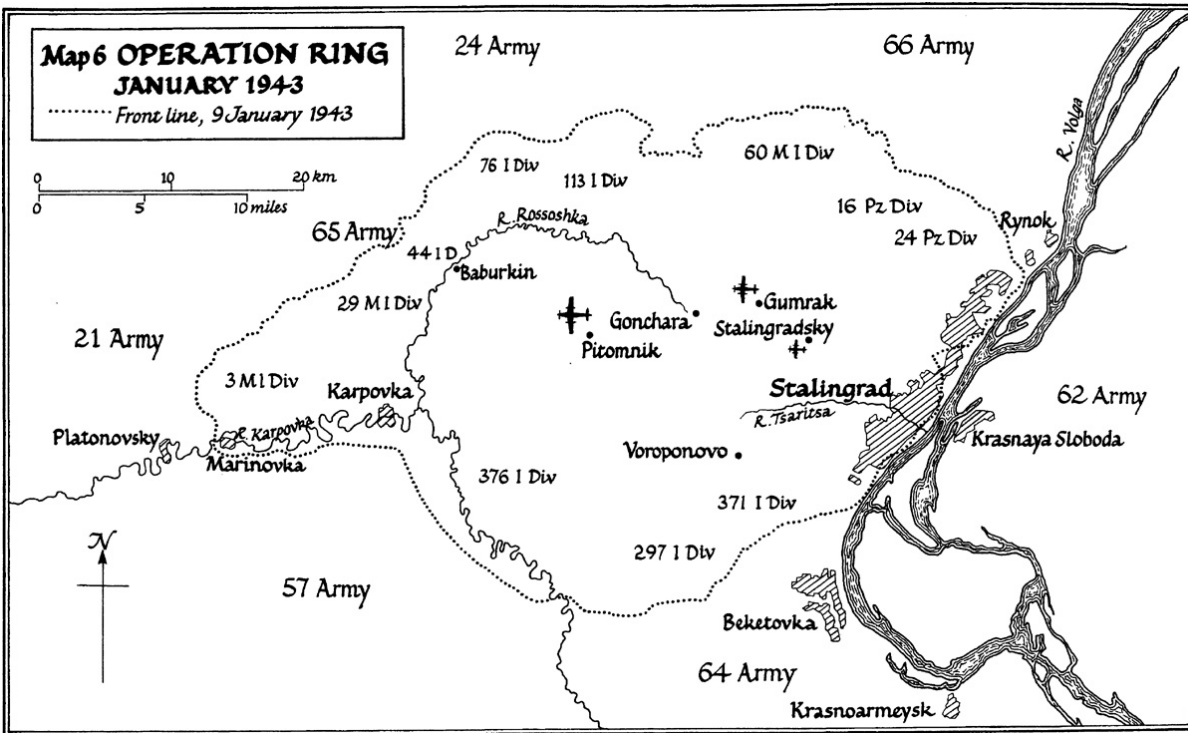 Map 6 OPERATION RING
JANUARY 1943
Front line, 9 January 1943
0 10 20 km
0 5 10 miles
24 Army
66 Army
R. Volga
76 I Div
113 I Div
60 M I Div
16 Pz Div
24 Pz Div
Rynok
65 Army
R. Rossoshka
44 I D
Baburkin
29 M I Div
21 Army
3 M I Div
Pitomnik
Gonchara
Gumrak
Stalingradsky
Stalingrad
R. Tsaritsa
62 Army
Krasnaya Sloboda
Karpovka
R. Karpovka
Platonovsky
Marinovka
Voroponovo
376 I Div
371 I Div
297 I Div
N
57 Army
Beketovka
64 Army
Krasnoarmeysk